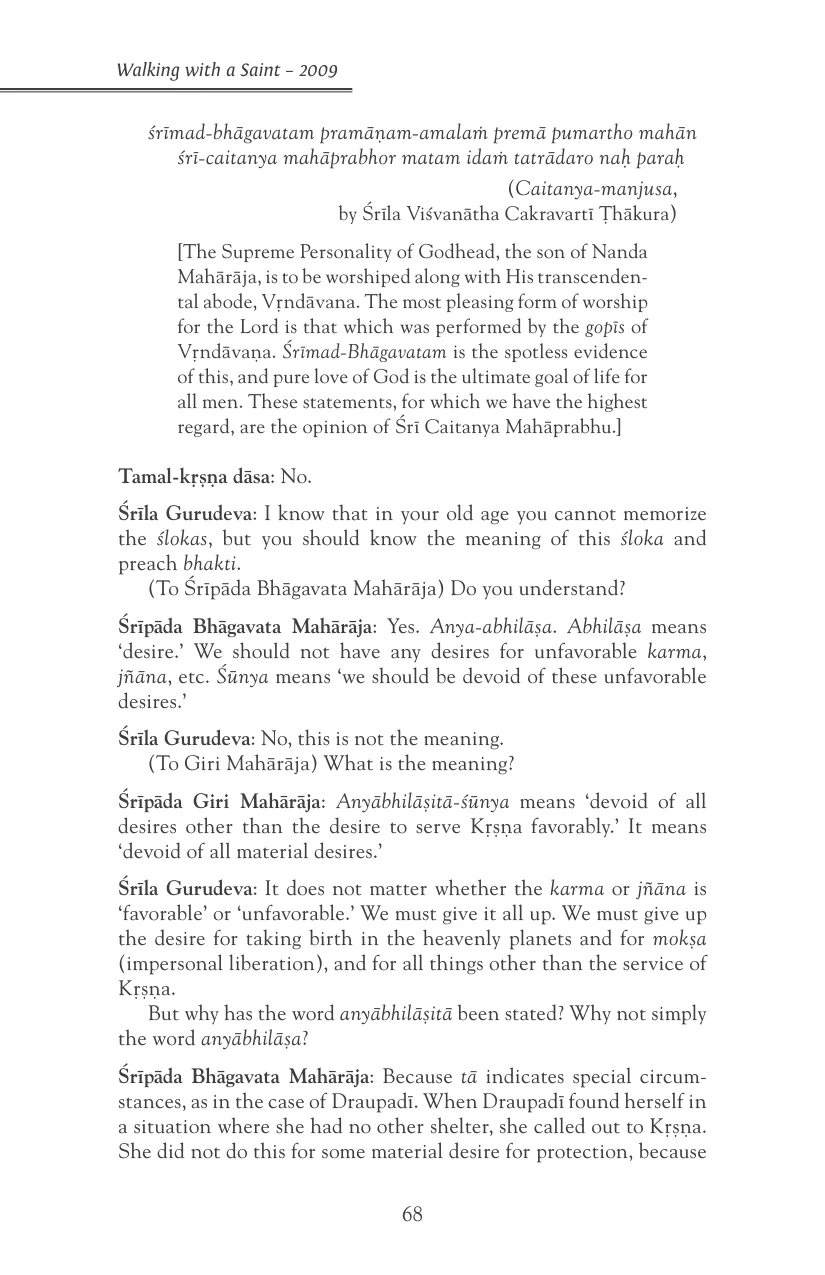 Walking with a Saint – 2009
śrīmad-bhāgavatam pramāṇam-amalaṁ premā pumartho mahān
śrī-caitanya mahāprabhor matam idaṁ tatrādaro naḥ paraḥ
(Caitanya-manjusa,
by Śrīla Viśvanātha Cakravartī Ṭhākura)
[The Supreme Personality of Godhead, the son of Nanda
Mahārāja, is to be worshiped along with His transcenden-
tal abode, Vṛndāvana. The most pleasing form of worship
for the Lord is that which was performed by the gopīs of
Vṛndāvaṇa. Śrīmad-Bhāgavatam is the spotless evidence
of this, and pure love of God is the ultimate goal of life for
all men. These statements, for which we have the highest
regard, are the opinion of Śrī Caitanya Mahāprabhu.]
Tamal-kṛṣṇa dāsa: No.
Śrīla Gurudeva: I know that in your old age you cannot memorize
the ślokas, but you should know the meaning of this śloka and
preach bhakti.
(To Śrīpāda Bhāgavata Mahārāja) Do you understand?
Śrīpāda Bhāgavata Mahārāja: Yes. Anya-abhilāṣa. Abhilāṣa means
‘desire.’ We should not have any desires for unfavorable karma,
jñāna, etc. Śūnya means ‘we should be devoid of these unfavorable
desires.’
Śrīla Gurudeva: No, this is not the meaning.
(To Giri Mahārāja) What is the meaning?
Śrīpāda Giri Mahārāja: Anyābhilāṣitā-śūnya means ‘devoid of all
desires other than the desire to serve Kṛṣṇa favorably.’ It means
‘devoid of all material desires.’
Śrīla Gurudeva: It does not matter whether the karma or jñāna is
‘favorable’ or ‘unfavorable.’ We must give it all up. We must give up
the desire for taking birth in the heavenly planets and for mokṣa
(impersonal liberation), and for all things other than the service of
Kṛṣṇa.
But why has the word anyābhilāṣitā been stated? Why not simply
the word anyābhilāṣa?
Śrīpāda Bhāgavata Mahārāja: Because tā indicates special circum-
stances, as in the case of Draupadī. When Draupadī found herself in
a situation where she had no other shelter, she called out to Kṛṣṇa.
She did not do this for some material desire for protection, because
68